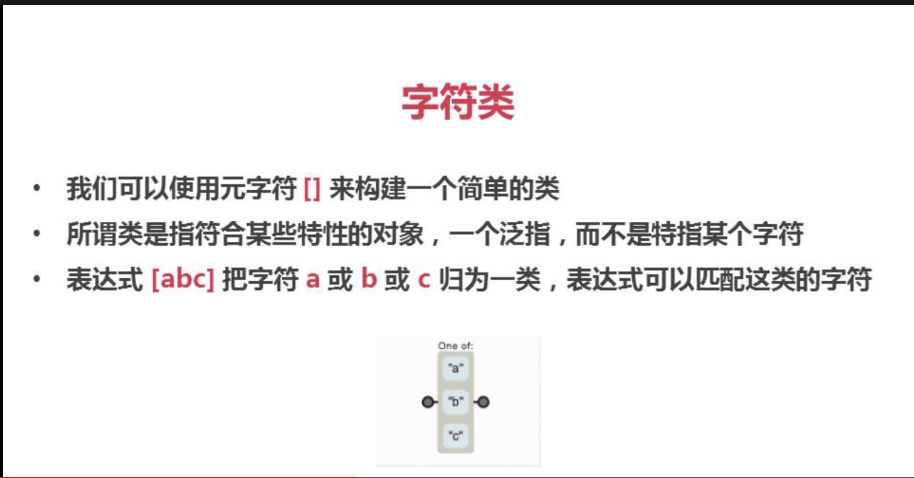 字符类
• 我们可以使用元字符 [] 来构建一个简单的类
• 所谓类是指符合某些特性的对象，一个泛指，而不是特指某个字符
• 表达式 [abc] 把字符 a 或 b 或 c 归为一类，表达式可以匹配这类的字符
One of:
"a"
"b"
"c"